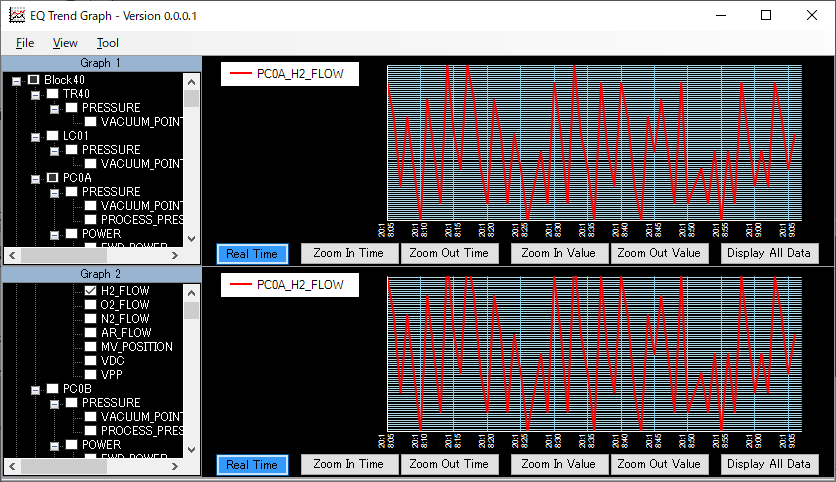 EQ Trend Graph - Version 0.0.0.1
File View Tool
Graph 1
Block40
TR40
PRESSURE
VACUUM_POINT
LC01
PRESSURE
VACUUM_POINT
PC0A
PRESSURE
VACUUM_POINT
PROCESS_PRES
POWER
PC0A_H2_FLOW
201 8:05
201 8:10
201 8:15
201 8:20
201 8:25
201 8:30
201 8:35
201 8:40
201 8:45
201 8:50
201 8:55
201 9:00
201 9:05
Real Time Zoom In Time Zoom Out Time Zoom In Value Zoom Out Value Display All Data
Graph 2
H2_FLOW
O2_FLOW
N2_FLOW
AR_FLOW
MV_POSITION
VDC
VPP
PC0B
PRESSURE
VACUUM_POINT
PROCESS_PRES
POWER
PC0A_H2_FLOW
201 8:05
201 8:10
201 8:15
201 8:20
201 8:25
201 8:30
201 8:35
201 8:40
201 8:45
201 8:50
201 8:55
201 9:00
201 9:05
Real Time Zoom In Time Zoom Out Time Zoom In Value Zoom Out Value Display All Data